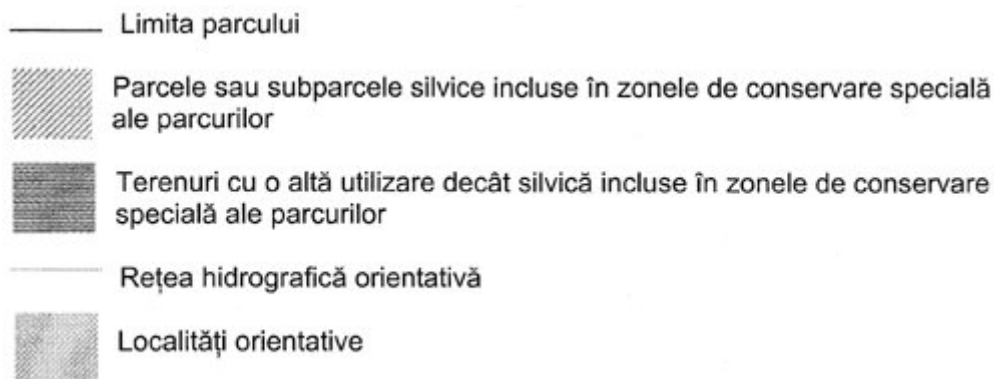 Limita parcului
Parcele sau subparcele silvice incluse în zonele de conservare specială
ale parcurilor
Terenuri cu o altă utilizare decât silvică incluse în zonele de conservare
specială ale parcurilor
Rețea hidrografică orientativă
Localități orientative